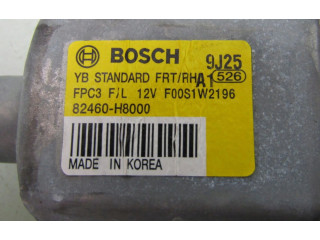 BOSCH 9J25
YB STANDARD FRT/RH A1 526
FPC3 F/L 12V F00S1W2196
82460-H8000
MADE IN KOREA